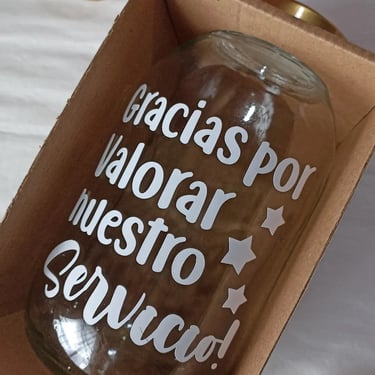 Gracias por
Valorar
nuestro
Servicio!